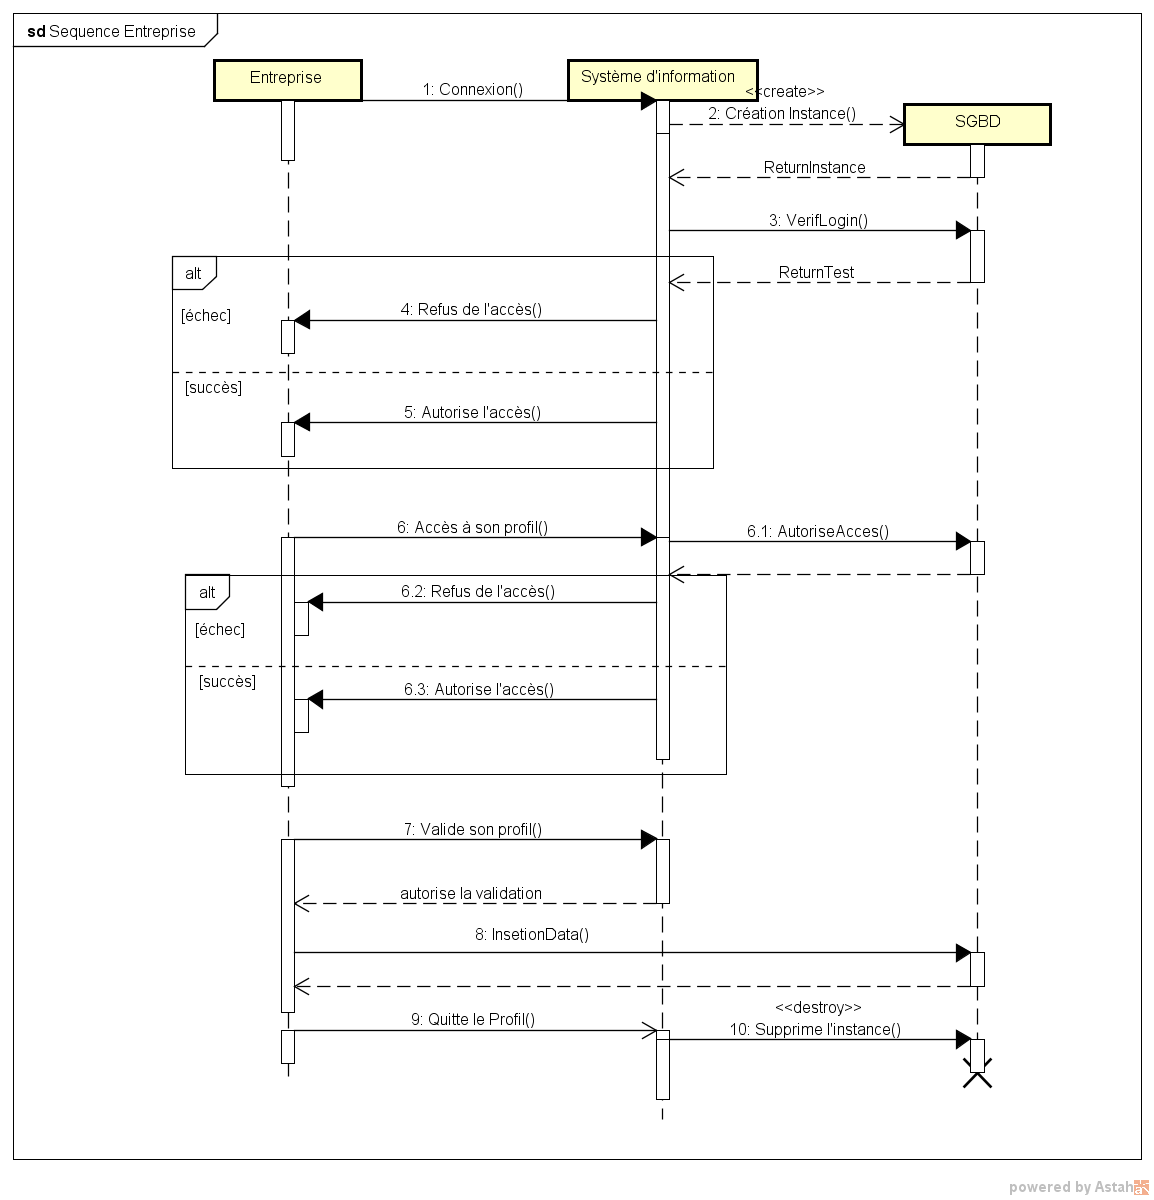 sd Sequence Entreprise
Entreprise
Système d'information
1: Connexion()
<<create>>
2: Création Instance()
SGBD
ReturnInstance
3: VerifLogin()
alt
ReturnTest
[échec]
4: Refus de l'accès()
[succès]
5: Autorise l'accès()
6: Accès à son profil()
6.1: AutoriseAcces()
alt
6.2: Refus de l'accès()
[échec]
[succès]
6.3: Autorise l'accès()
7: Valide son profil()
autorise la validation
8: InsetionData()
<<destroy>>
9: Quitte le Profil()
10: Supprime l'instance()
powered by Astah